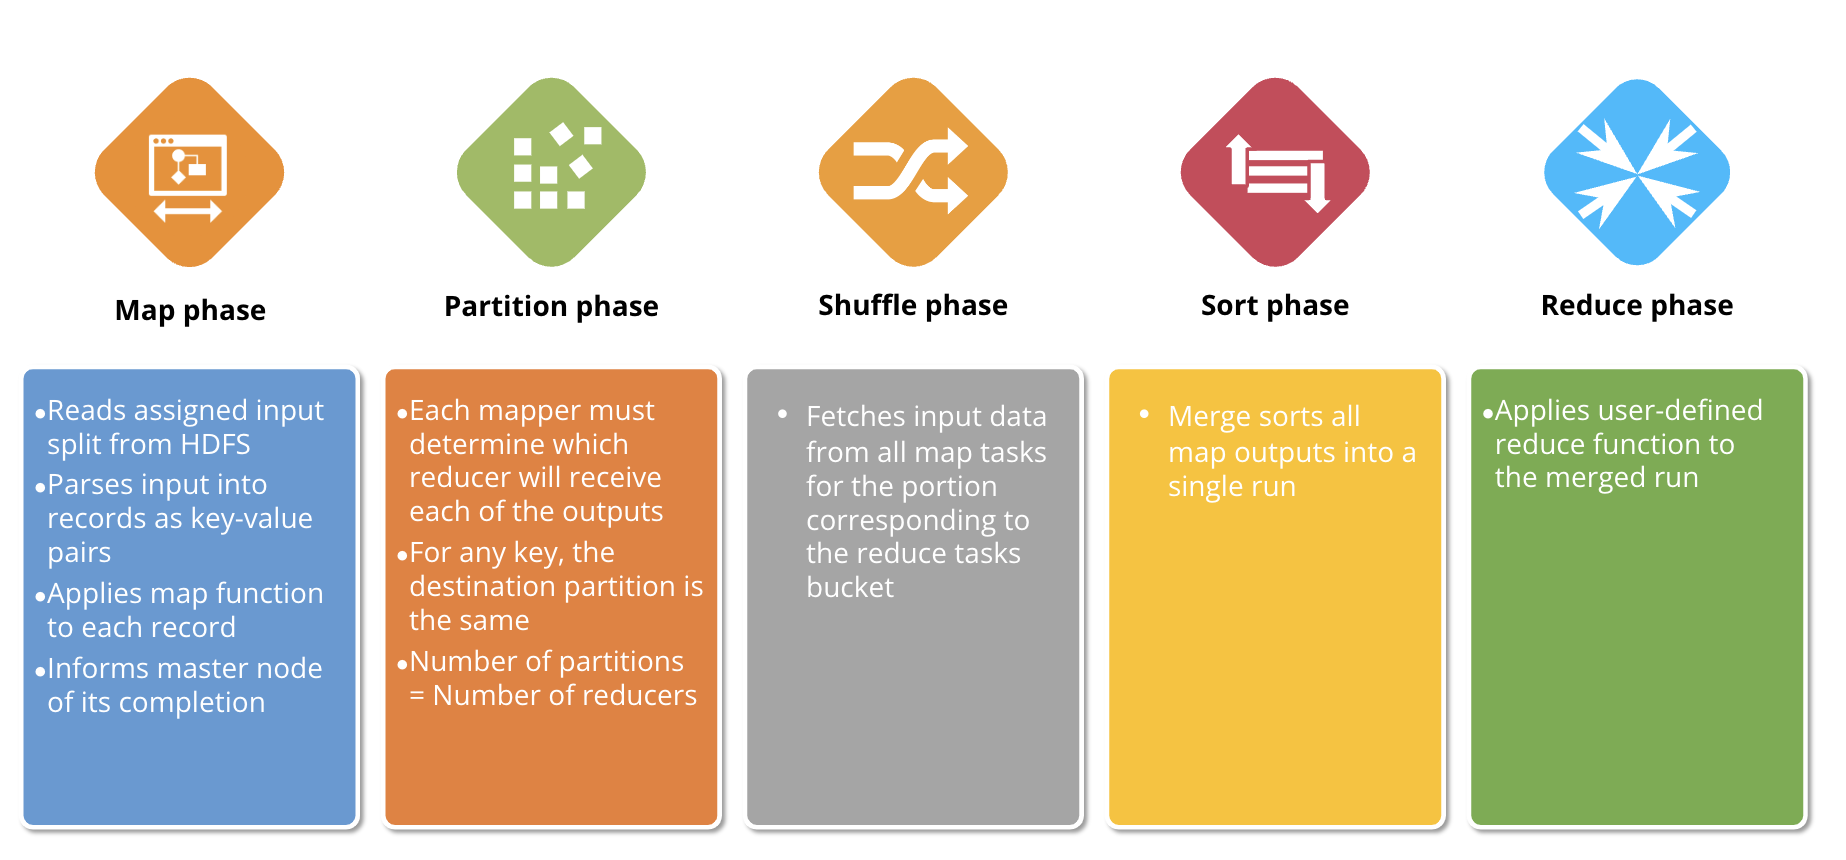 Map phase
Partition phase
Shuffle phase
Sort phase
Reduce phase
•Reads assigned input
split from HDFS
•Parses input into
records as key-value
pairs
•Applies map function
to each record
•Informs master node
of its completion
•Each mapper must
determine which
reducer will receive
each of the outputs
•For any key, the
destination partition is
the same
•Number of partitions
= Number of reducers
• Fetches input data
from all map tasks
for the portion
corresponding to
the reduce tasks
bucket
• Merge sorts all
map outputs into a
single run
•Applies user-defined
reduce function to
the merged run